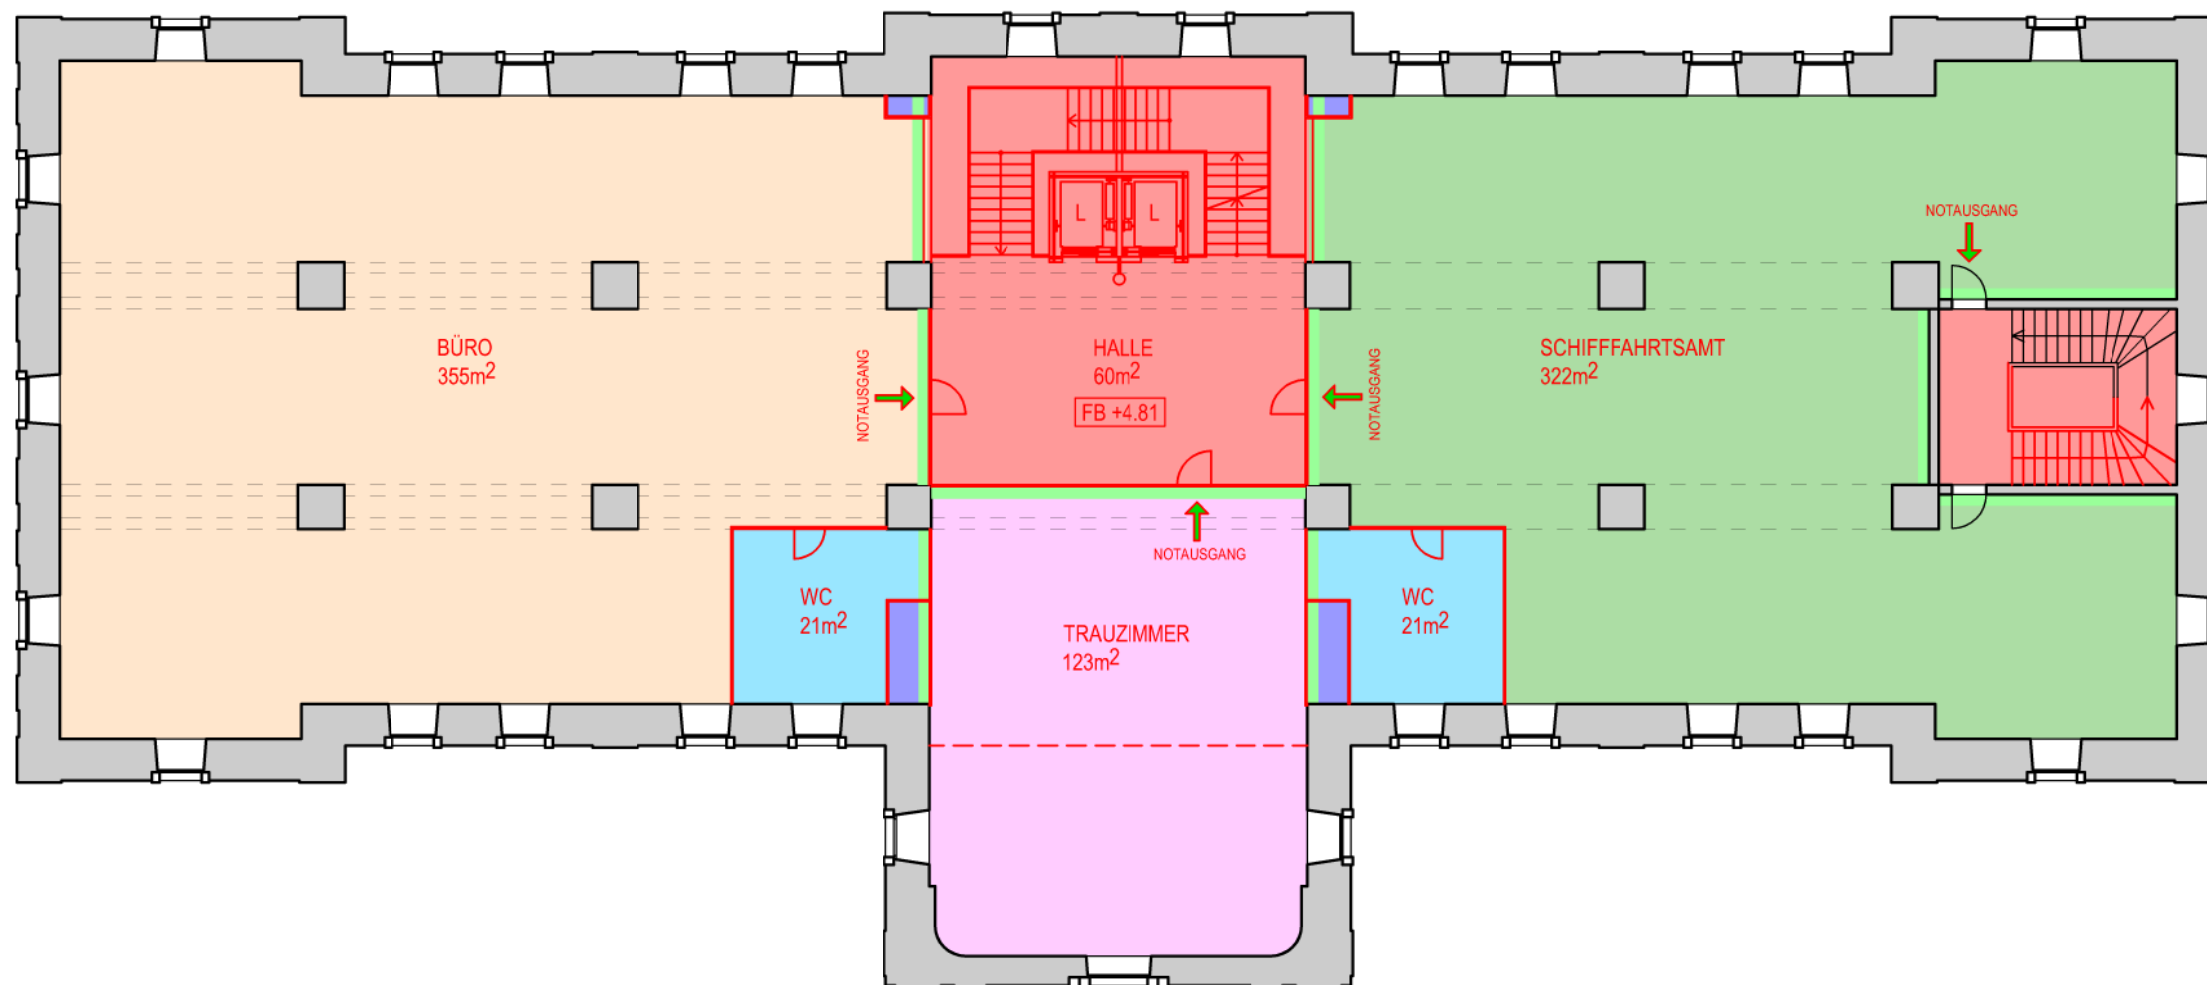 NOTAUSGANG
L
L
BÜRO
355m²
HALLE
60m²
FB +4.81
SCHIFFFAHRTSAMT
322m²
NOTAUSGANG
NOTAUSGANG
NOTAUSGANG
WC
21m²
WC
21m²
TRAUZIMMER
123m²